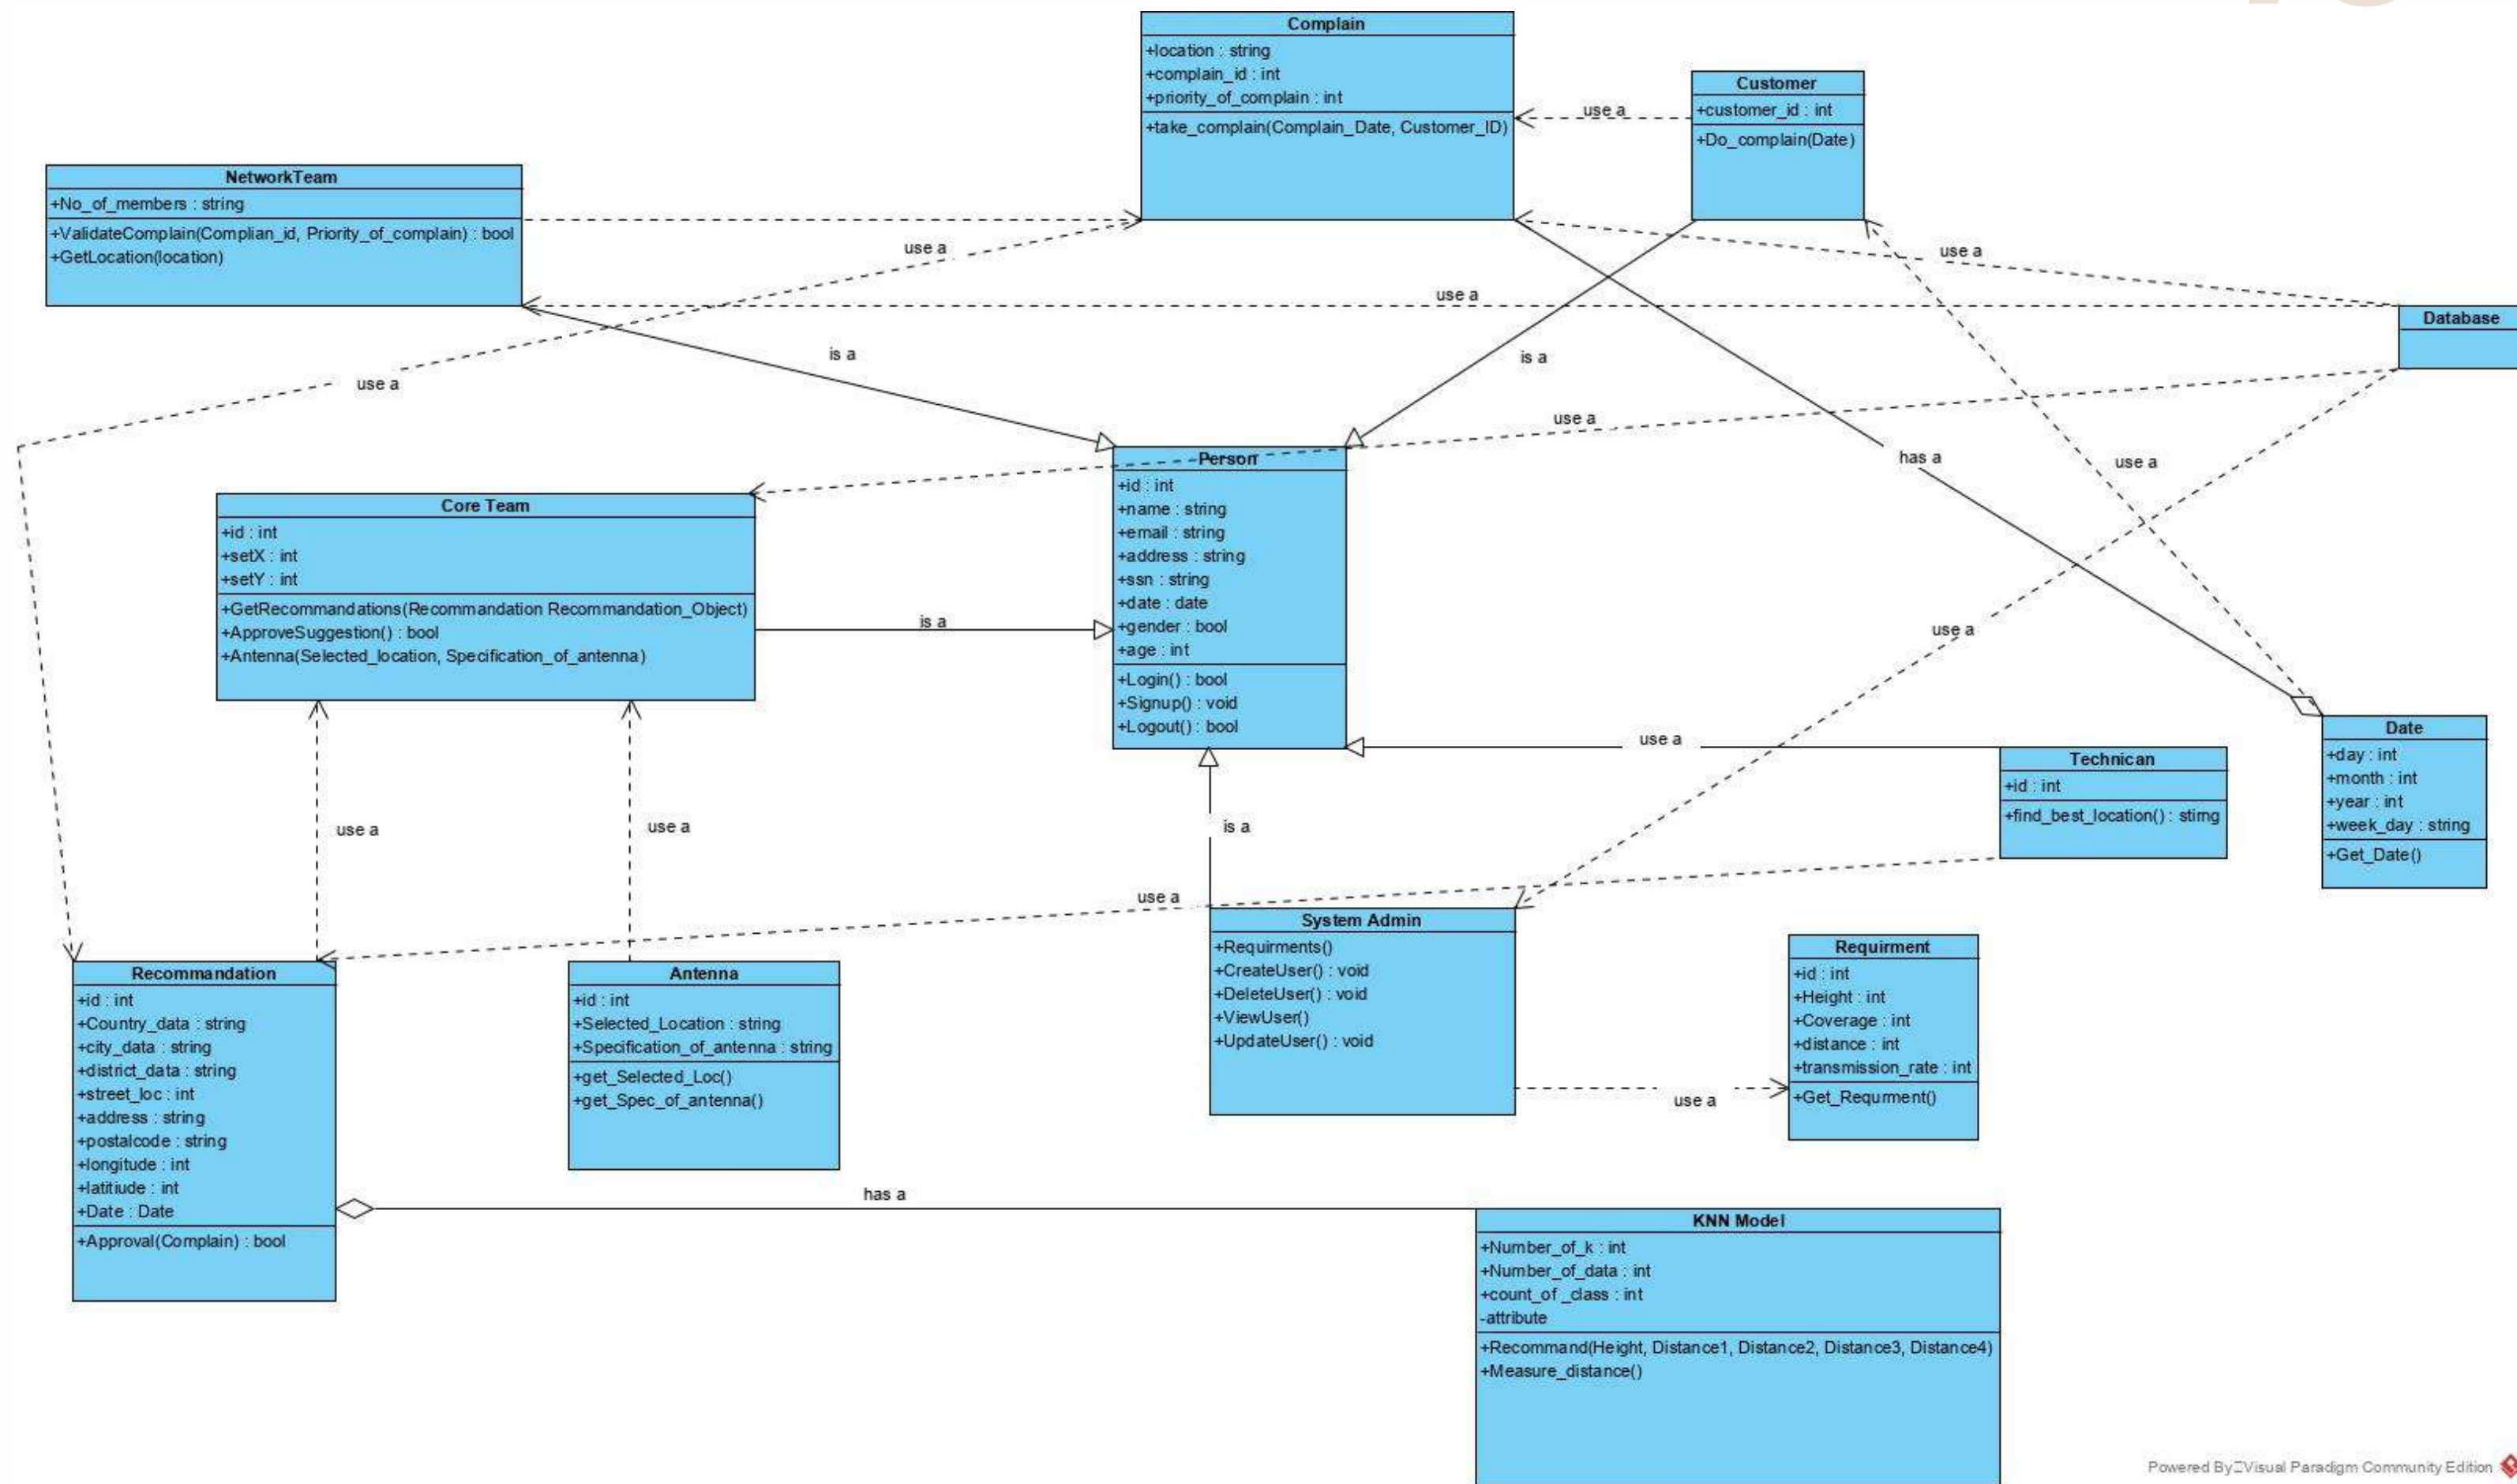 Complain
+location : string
+complain_id : int
+priority_of_complain : int
+take_complain(Complain_Date, Customer_ID)
Customer
+customer_id : int
+Do_complain(Date)
use a
NetworkTeam
+No_of_members : string
+ValidateComplain(Complian_id, Priority_of_complain) : bool
+GetLocation(location)
use a
use a
use a
Database
is a
is a
use a
use a
has a
use a
Person
+id : int
+name : string
+email : string
+address : string
+ssn : string
+date : date
+gender : bool
+age : int
+Login() : bool
+Signup() : void
+Logout() : bool
Core Team
+id : int
+setX : int
+setY : int
+GetRecommandations(Recommandation Recommandation_Object)
+ApproveSuggestion() : bool
+Antenna(Selected_location, Specification_of_antenna)
is a
use a
use a
Technican
+id : int
+find_best_location() : stirng
Date
+day : int
+month : int
+year : int
+week_day : string
+Get_Date()
use a
use a
is a
use a
Recommandation
+id : int
+Country_data : string
+city_data : string
+district_data : string
+street_loc : int
+address : string
+postalcode : string
+longitude : int
+latitiude : int
+Date : Date
+Approval(Complain) : bool
Antenna
+id : int
+Selected_Location : string
+Specification_of_antenna : string
+get_Selected_Loc()
+get_Spec_of_antenna()
System Admin
+Requirments()
+CreateUser() : void
+DeleteUser() : void
+ViewUser()
+UpdateUser() : void
use a
Requirment
+id : int
+Height : int
+Coverage : int
+distance : int
+transmission_rate : int
+Get_Requrment()
has a
KNN Model
+Number_of_k : int
+Number_of_data : int
+count_of _class : int
-attribute
+Recommand(Height, Distance1, Distance2, Distance3, Distance4)
+Measure_distance()
Powered By Visual Paradigm Community Edition